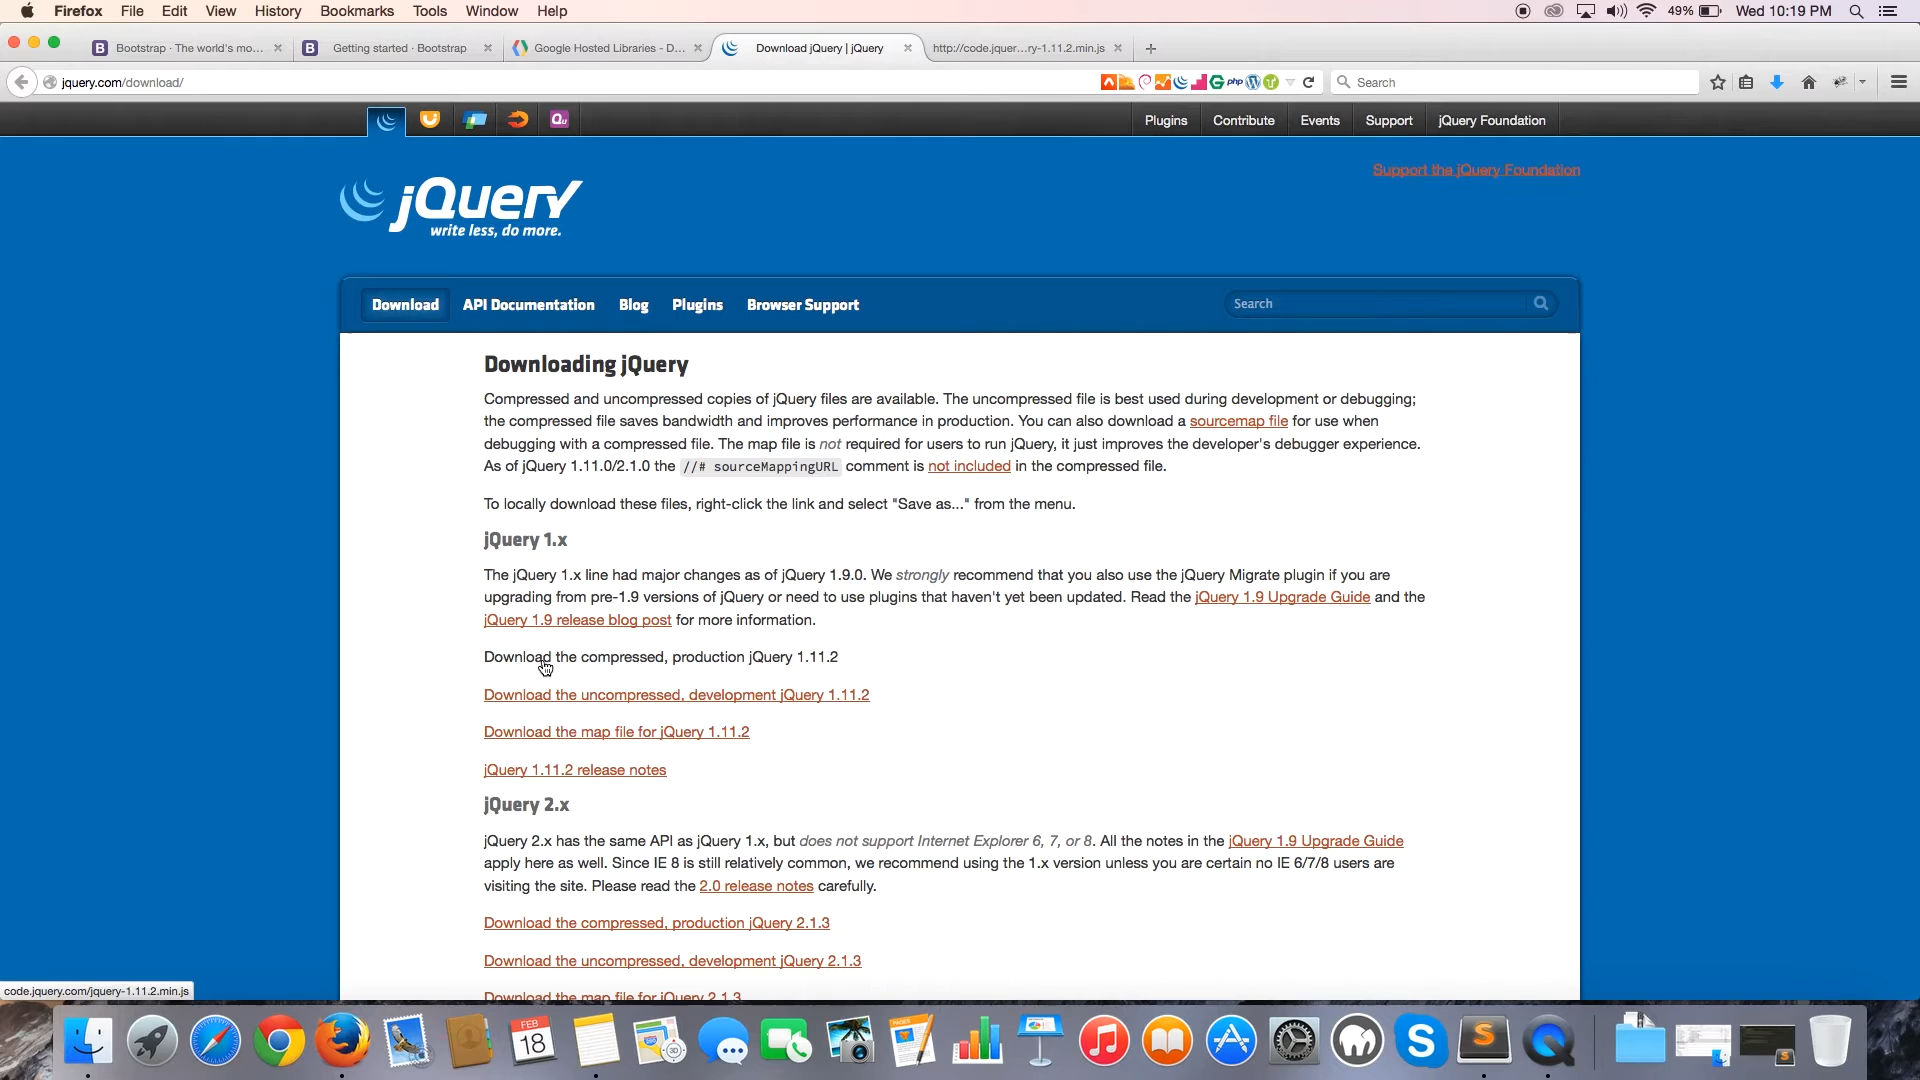 Firefox File Edit View History Bookmarks Tools Window Help 49% Wed 10:19 PM
Bootstrap · The world's mo... Getting started · Bootstrap Google Hosted Libraries - D... Download jQuery | jQuery http://code.jquer...ry-1.11.2.min.js
jquery.com/download/ php Search
Qu Plugins Contribute Events Support jQuery Foundation
Support the jQuery Foundation
jQuery
write less, do more.
Download API Documentation Blog Plugins Browser Support Search
Downloading jQuery
Compressed and uncompressed copies of jQuery files are available. The uncompressed file is best used during development or debugging;
the compressed file saves bandwidth and improves performance in production. You can also download a sourcemap file for use when
debugging with a compressed file. The map file is not required for users to run jQuery, it just improves the developer's debugger experience.
As of jQuery 1.11.0/2.1.0 the //# sourceMappingURL comment is not included in the compressed file.
To locally download these files, right-click the link and select "Save as..." from the menu.
jQuery 1.x
The jQuery 1.x line had major changes as of jQuery 1.9.0. We strongly recommend that you also use the jQuery Migrate plugin if you are
upgrading from pre-1.9 versions of jQuery or need to use plugins that haven't yet been updated. Read the jQuery 1.9 Upgrade Guide and the
jQuery 1.9 release blog post for more information.
Download the compressed, production jQuery 1.11.2
Download the uncompressed, development jQuery 1.11.2
Download the map file for jQuery 1.11.2
jQuery 1.11.2 release notes
jQuery 2.x
jQuery 2.x has the same API as jQuery 1.x, but does not support Internet Explorer 6, 7, or 8. All the notes in the jQuery 1.9 Upgrade Guide
apply here as well. Since IE 8 is still relatively common, we recommend using the 1.x version unless you are certain no IE 6/7/8 users are
visiting the site. Please read the 2.0 release notes carefully.
Download the compressed, production jQuery 2.1.3
Download the uncompressed, development jQuery 2.1.3
Download the map file for jQuery 2.1.3
code.jquery.com/jquery-1.11.2.min.js
FEB
18
PAGES
3D